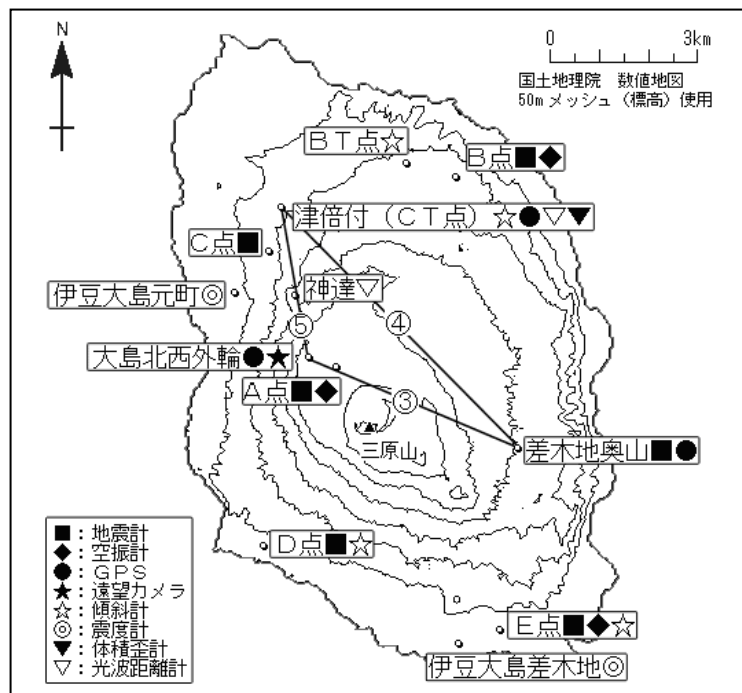 N
0 3km
国土地理院 数値地図
50mメッシュ(標高)使用
BT点☆
B点■◆
津倍付(CT点)☆●▽▼
C点■
神達▽
伊豆大島元町◎
⑤
④
大島北西外輪●★
A点■◆
③
三原山
差木地奥山■●
D点■☆
E点■◆☆
伊豆大島差木地◎
■:地震計
◆:空振計
●:GPS
★:遠望カメラ
☆:傾斜計
◎:震度計
▼:体積歪計
▽:光波距離計